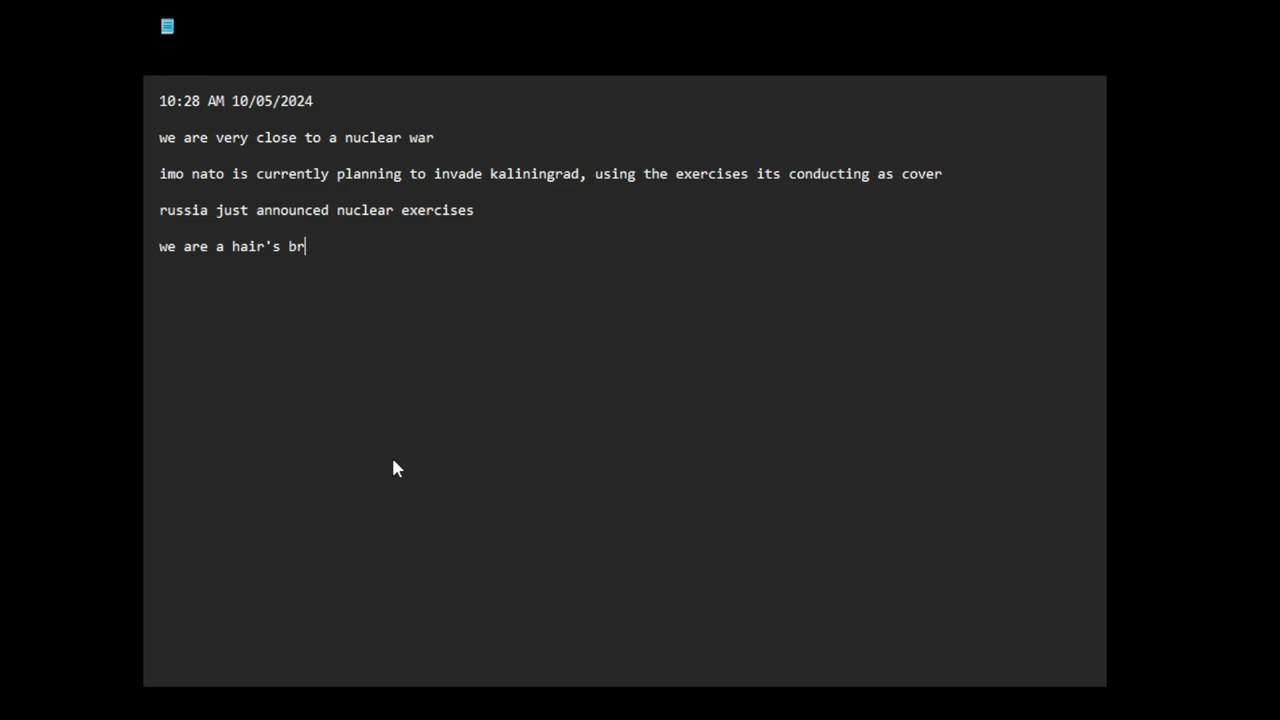 10:28 AM 10/05/2024
we are very close to a nuclear war
imo nato is currently planning to invade kaliningrad, using the exercises its conducting as cover
russia just announced nuclear exercises
we are a hair's br